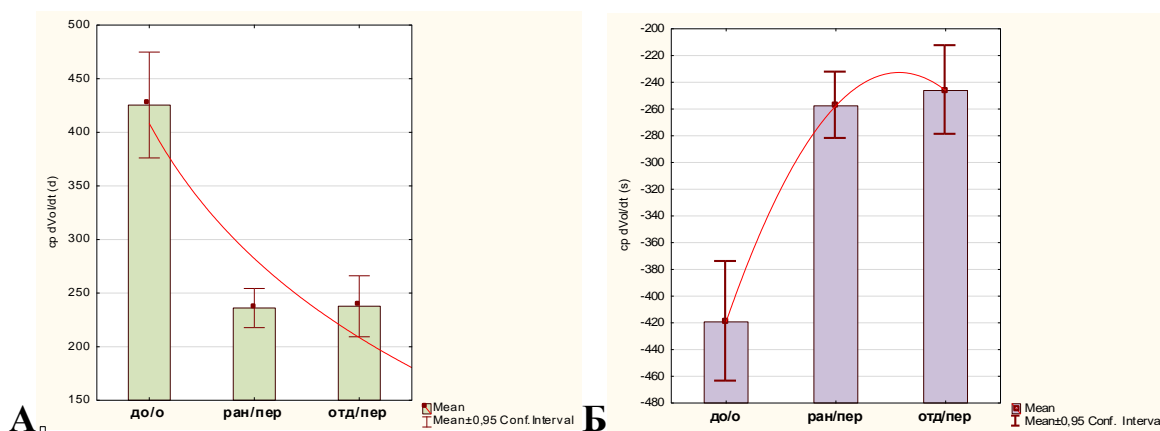 500
450
400
350
300
250
200
150
ср dVol/dt (d)
до/о
ран/пер
отд/пер
Mean
Mean±0,95 Conf. Interval
А
-200
-220
-240
-260
-280
-300
-320
-340
-360
-380
-400
-420
-440
-460
-480
ср dVol/dt (s)
до/о
ран/пер
отд/пер
Mean
Mean±0,95 Conf. Interval
Б